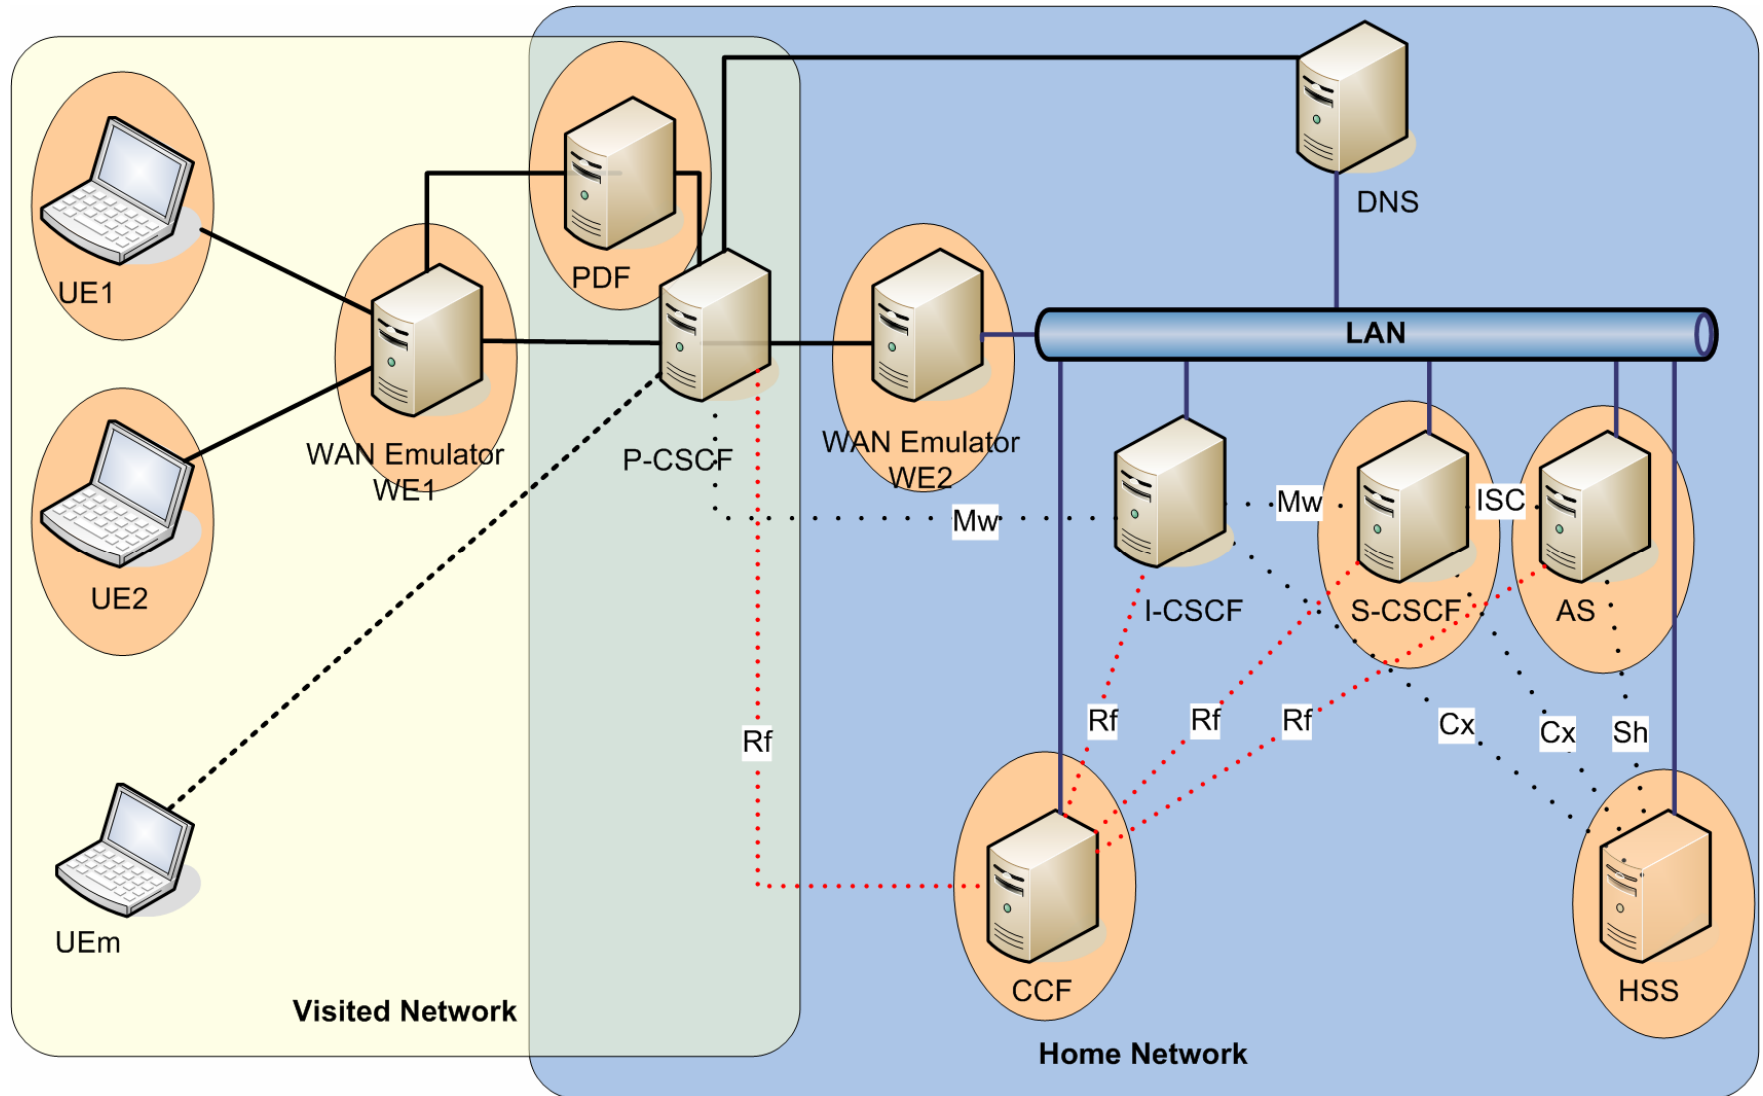 DNS
UE1
PDF
LAN
WAN Emulator
WE1
P-CSCF
WAN Emulator
WE2
Mw
Mw
ISC
UE2
I-CSCF
S-CSCF
AS
Rf
Rf
Rf
Rf
Cx
Cx
Sh
UEm
CCF
HSS
Visited Network
Home Network